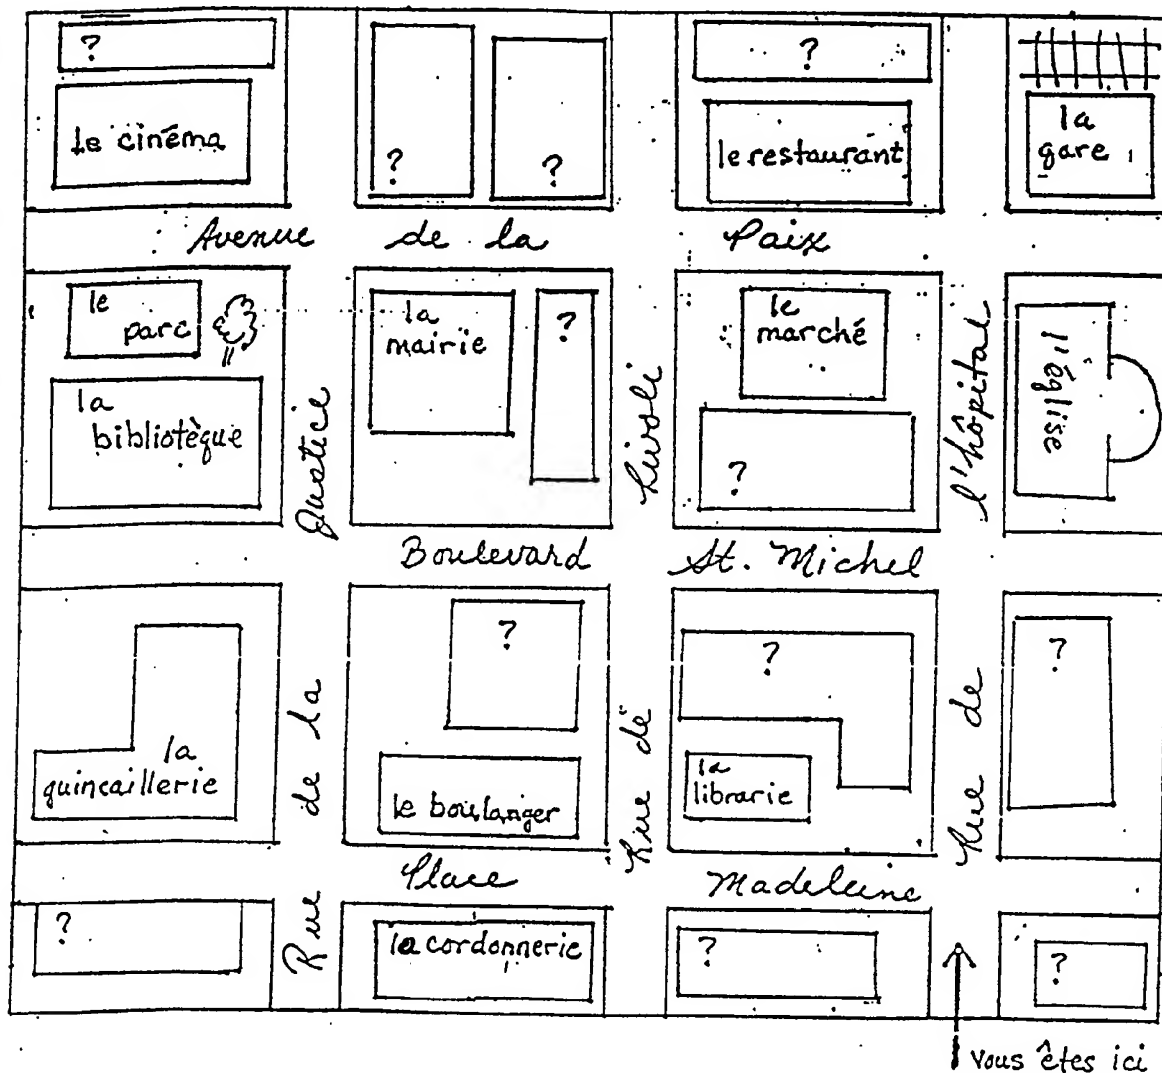 ?
?
?
?
le cinéma
le restaurant
la
gare
Avenue de la Paix
le
parc
la
mairie
?
le
marché
l'église
la
bibliotèque
?
Boulevard St. Michel
?
?
?
la
quincaillerie
le boulanger
la
librarie
Place Madeleine
?
la cordonnerie
?
?
Rue de la Justice
Rue de Rivoli
Rue de l'hôpital
Vous êtes ici